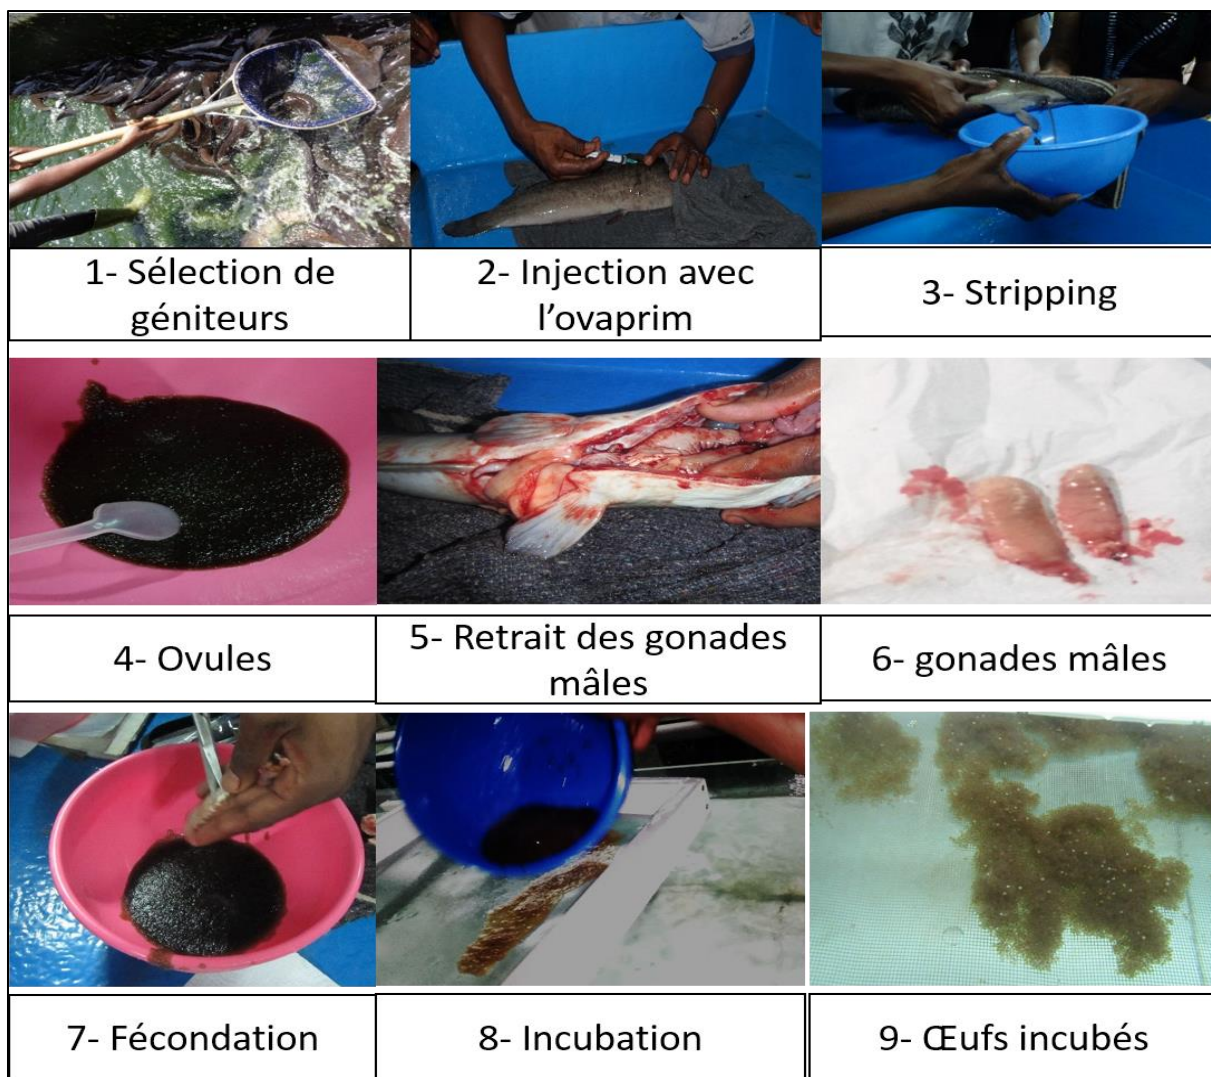 1- Sélection de
géniteurs
2- Injection avec
l’ovaprim
3- Stripping
4- Ovules
5- Retrait des gonades
mâles
6- gonades mâles
7- Fécondation
8- Incubation
9- Œufs incubés